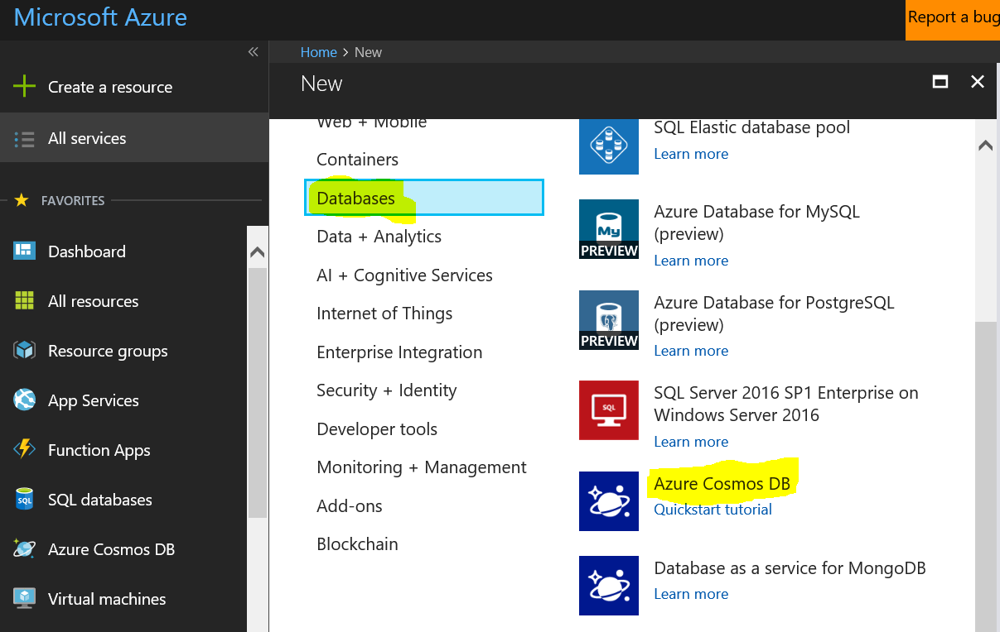 Microsoft Azure
Report a bug
Create a resource
All services
FAVORITES
Dashboard
All resources
Resource groups
App Services
Function Apps
SQL
SQL databases
Azure Cosmos DB
Virtual machines
Home > New
New
Web + Mobile
Containers
Databases
Data + Analytics
AI + Cognitive Services
Internet of Things
Enterprise Integration
Security + Identity
Developer tools
Monitoring + Management
Add-ons
Blockchain
SQL Elastic database pool
Learn more
My
PREVIEW
Azure Database for MySQL
(preview)
Learn more
PREVIEW
Azure Database for PostgreSQL
(preview)
Learn more
SQL
SQL Server 2016 SP1 Enterprise on
Windows Server 2016
Learn more
Azure Cosmos DB
Quickstart tutorial
Database as a service for MongoDB
Learn more